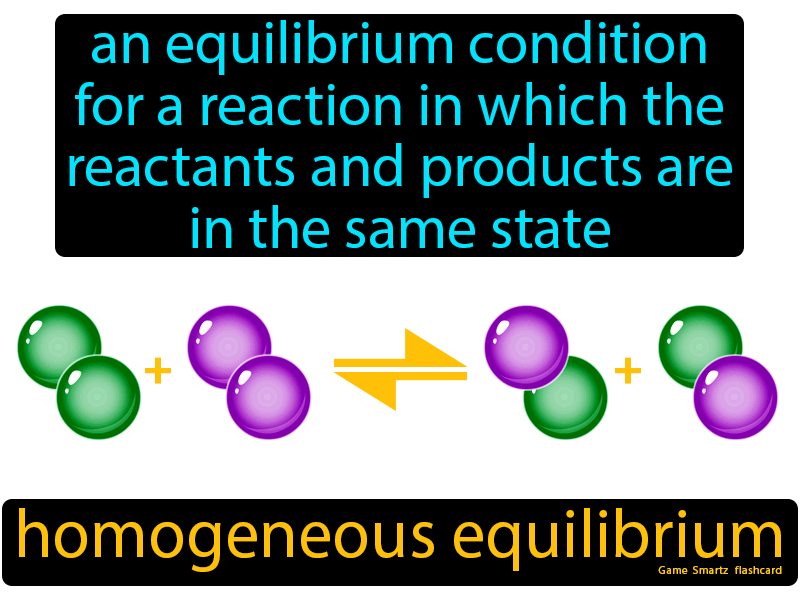 an equilibrium condition
for a reaction in which the
reactants and products are
in the same state
+ +
homogeneous equilibrium
Game Smartz flashcard